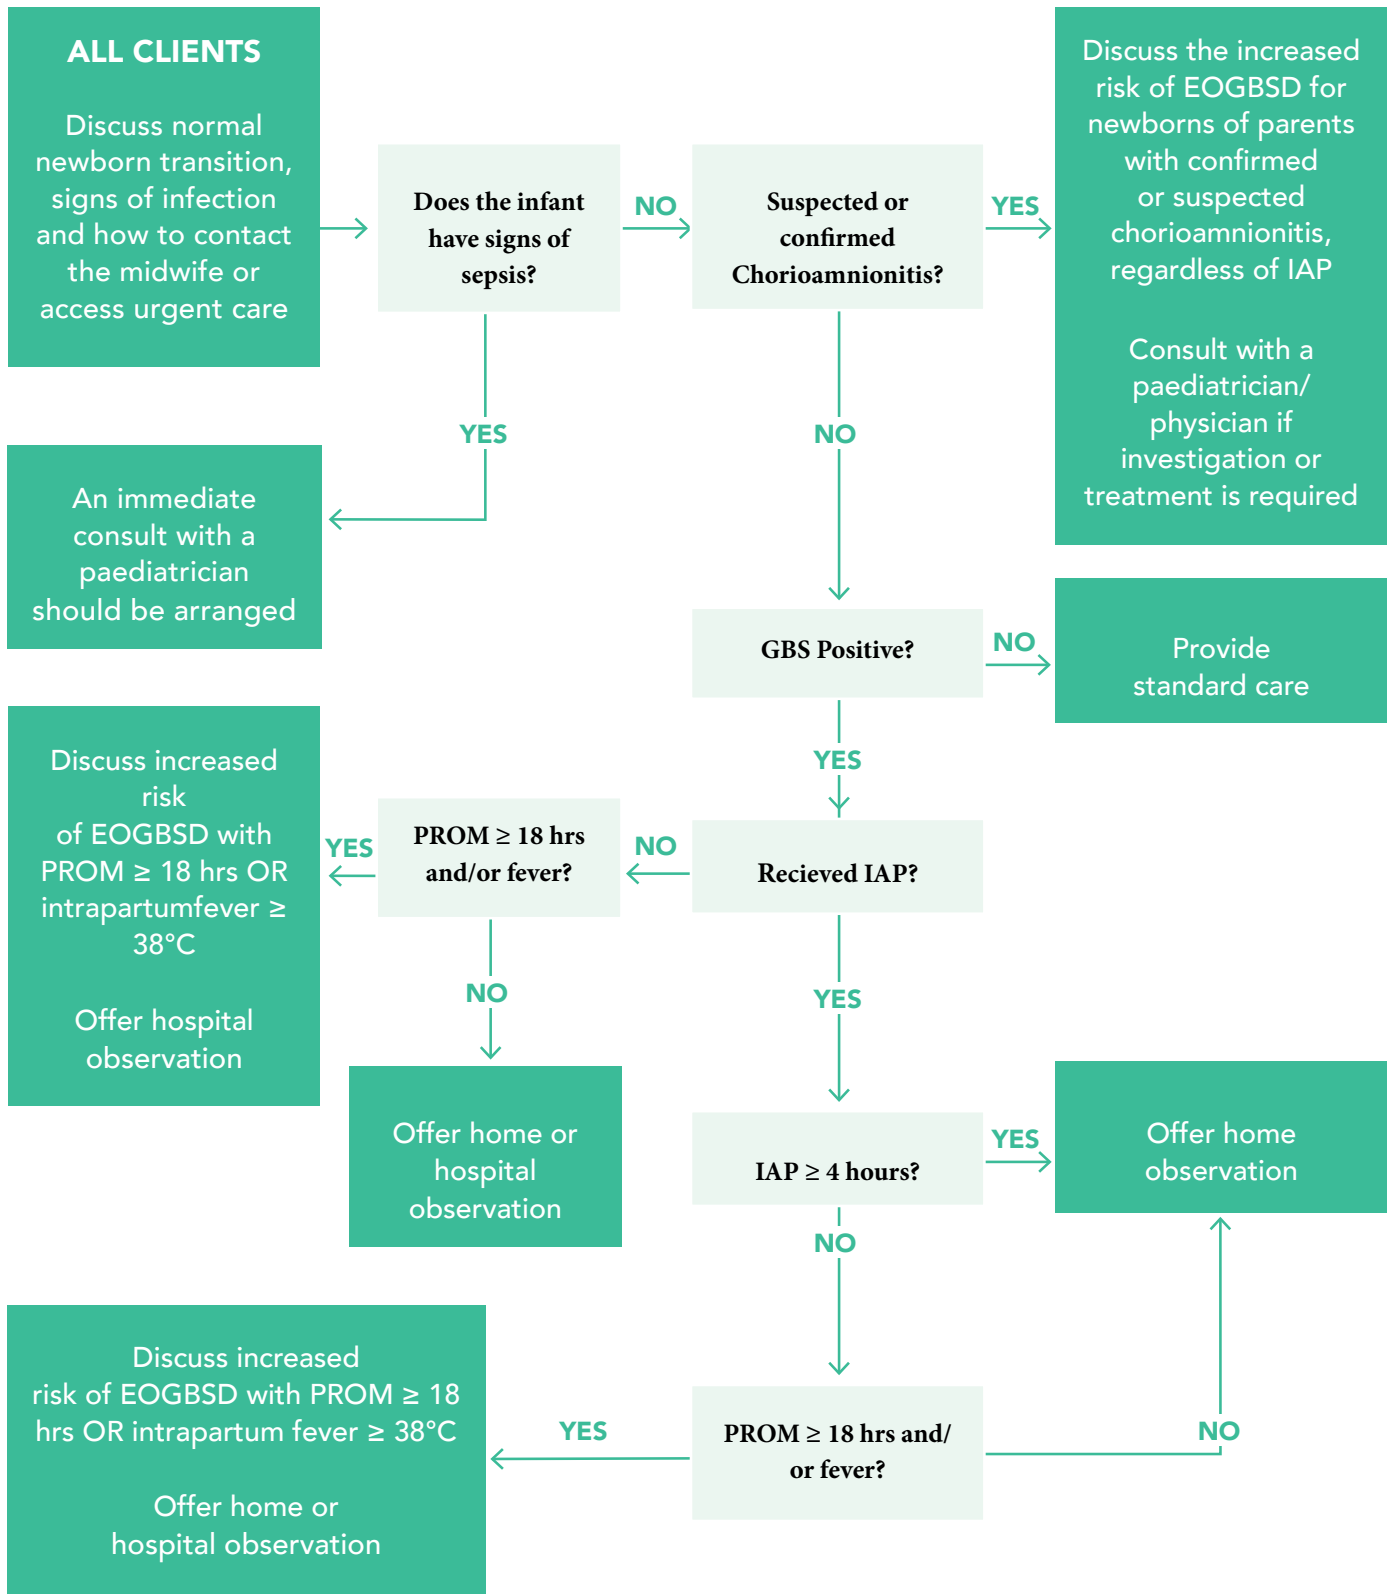 ALL CLIENTS
Discuss normal
newborn transition,
signs of infection
and how to contact
the midwife or
access urgent care
Does the infant
have signs of
sepsis?
NO
Suspected or
confirmed
Chorioamnionitis?
YES
Discuss the increased
risk of EOGBSD for
newborns of parents
with confirmed
or suspected
chorioamnionitis,
regardless of IAP
Consult with a
paediatrician/
physician if
investigation or
treatment is required
YES
NO
An immediate
consult with a
paediatrician
should be arranged
GBS Positive?
NO
Provide
standard care
YES
Discuss increased
risk
of EOGBSD with
PROM ≥ 18 hrs OR
intrapartumfever ≥
38°C
Offer hospital
observation
YES
PROM ≥ 18 hrs
and/or fever?
NO
Recieved IAP?
NO
YES
Offer home or
hospital
observation
IAP ≥ 4 hours?
YES
Offer home
observation
NO
Discuss increased
risk of EOGBSD with PROM ≥ 18
hrs OR intrapartum fever ≥ 38°C
Offer home or
hospital observation
YES
PROM ≥ 18 hrs and/
or fever?
NO